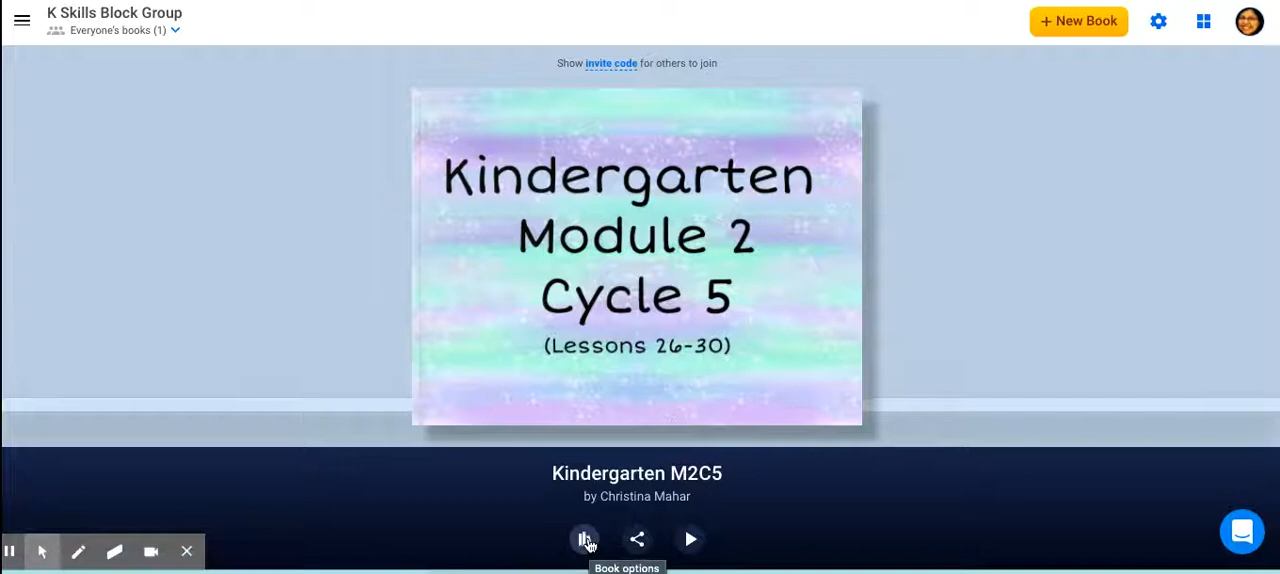 K Skills Block Group
Everyone's books (1)
+ New Book
Show invite code for others to join
Kindergarten
Module 2
Cycle 5
(Lessons 26-30)
Kindergarten M2C5
by Christina Mahar
Book options